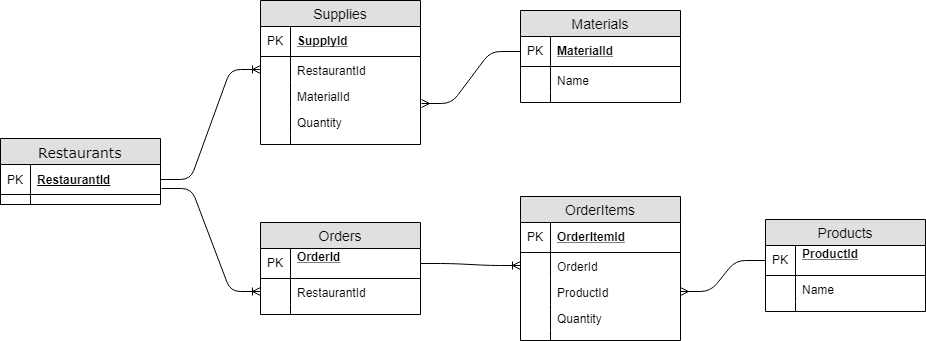 Supplies
PK SupplyId
RestaurantId
MaterialId
Quantity
Materials
PK MaterialId
Name
Restaurants
PK RestaurantId
Orders
PK OrderId
RestaurantId
OrderItems
PK OrderItemId
OrderId
ProductId
Quantity
Products
PK ProductId
Name